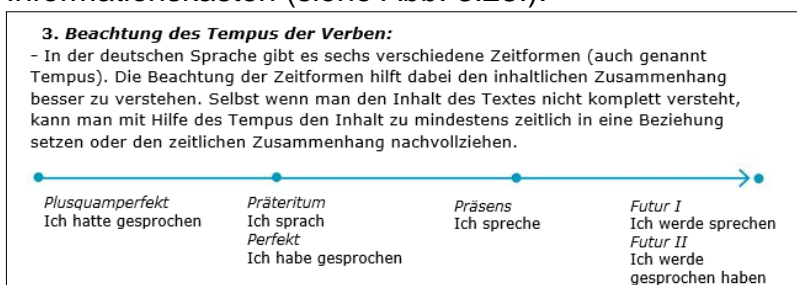 Informationskasten (siehe Abb. 3.23.).
3. Beachtung des Tempus der Verben:
- In der deutschen Sprache gibt es sechs verschiedene Zeitformen (auch genannt
Tempus). Die Beachtung der Zeitformen hilft dabei den inhaltlichen Zusammenhang
besser zu verstehen. Selbst wenn man den Inhalt des Textes nicht komplett versteht,
kann man mit Hilfe des Tempus den Inhalt zu mindestens zeitlich in eine Beziehung
setzen oder den zeitlichen Zusammenhang nachvollziehen.
Plusquamperfekt
Ich hatte gesprochen
Präteritum
Ich sprach
Perfekt
Ich habe gesprochen
Präsens
Ich spreche
Futur I
Ich werde sprechen
Futur II
Ich werde
gesprochen haben